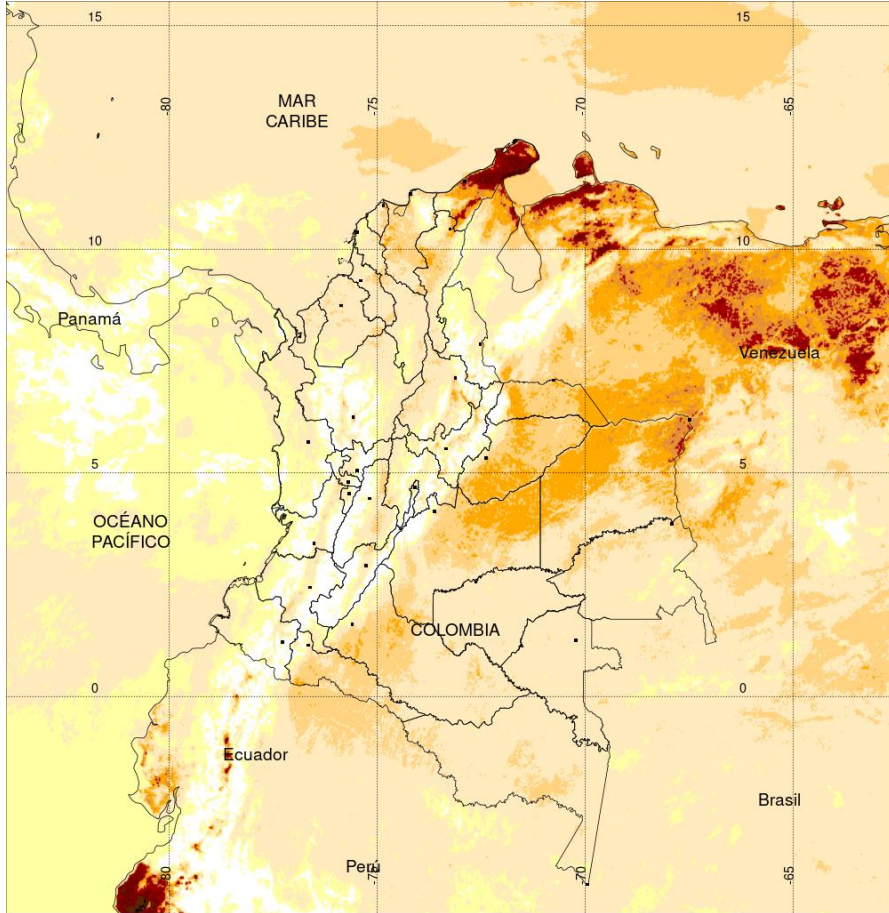 15
15
-80
-75
-70
-65
MAR
CARIBE
10
10
Panamá
Venezuela
5
5
OCÉANO
PACÍFICO
COLOMBIA
0
0
Ecuador
Brasil
Perú
-80
-75
-70
-65